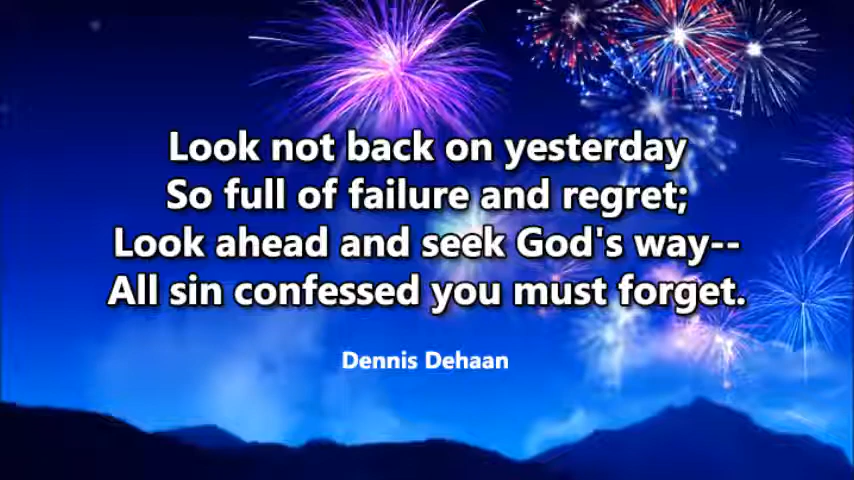 Look not back on yesterday
So full of failure and regret;
Look ahead and seek God's way--
All sin confessed you must forget.
Dennis Dehaan